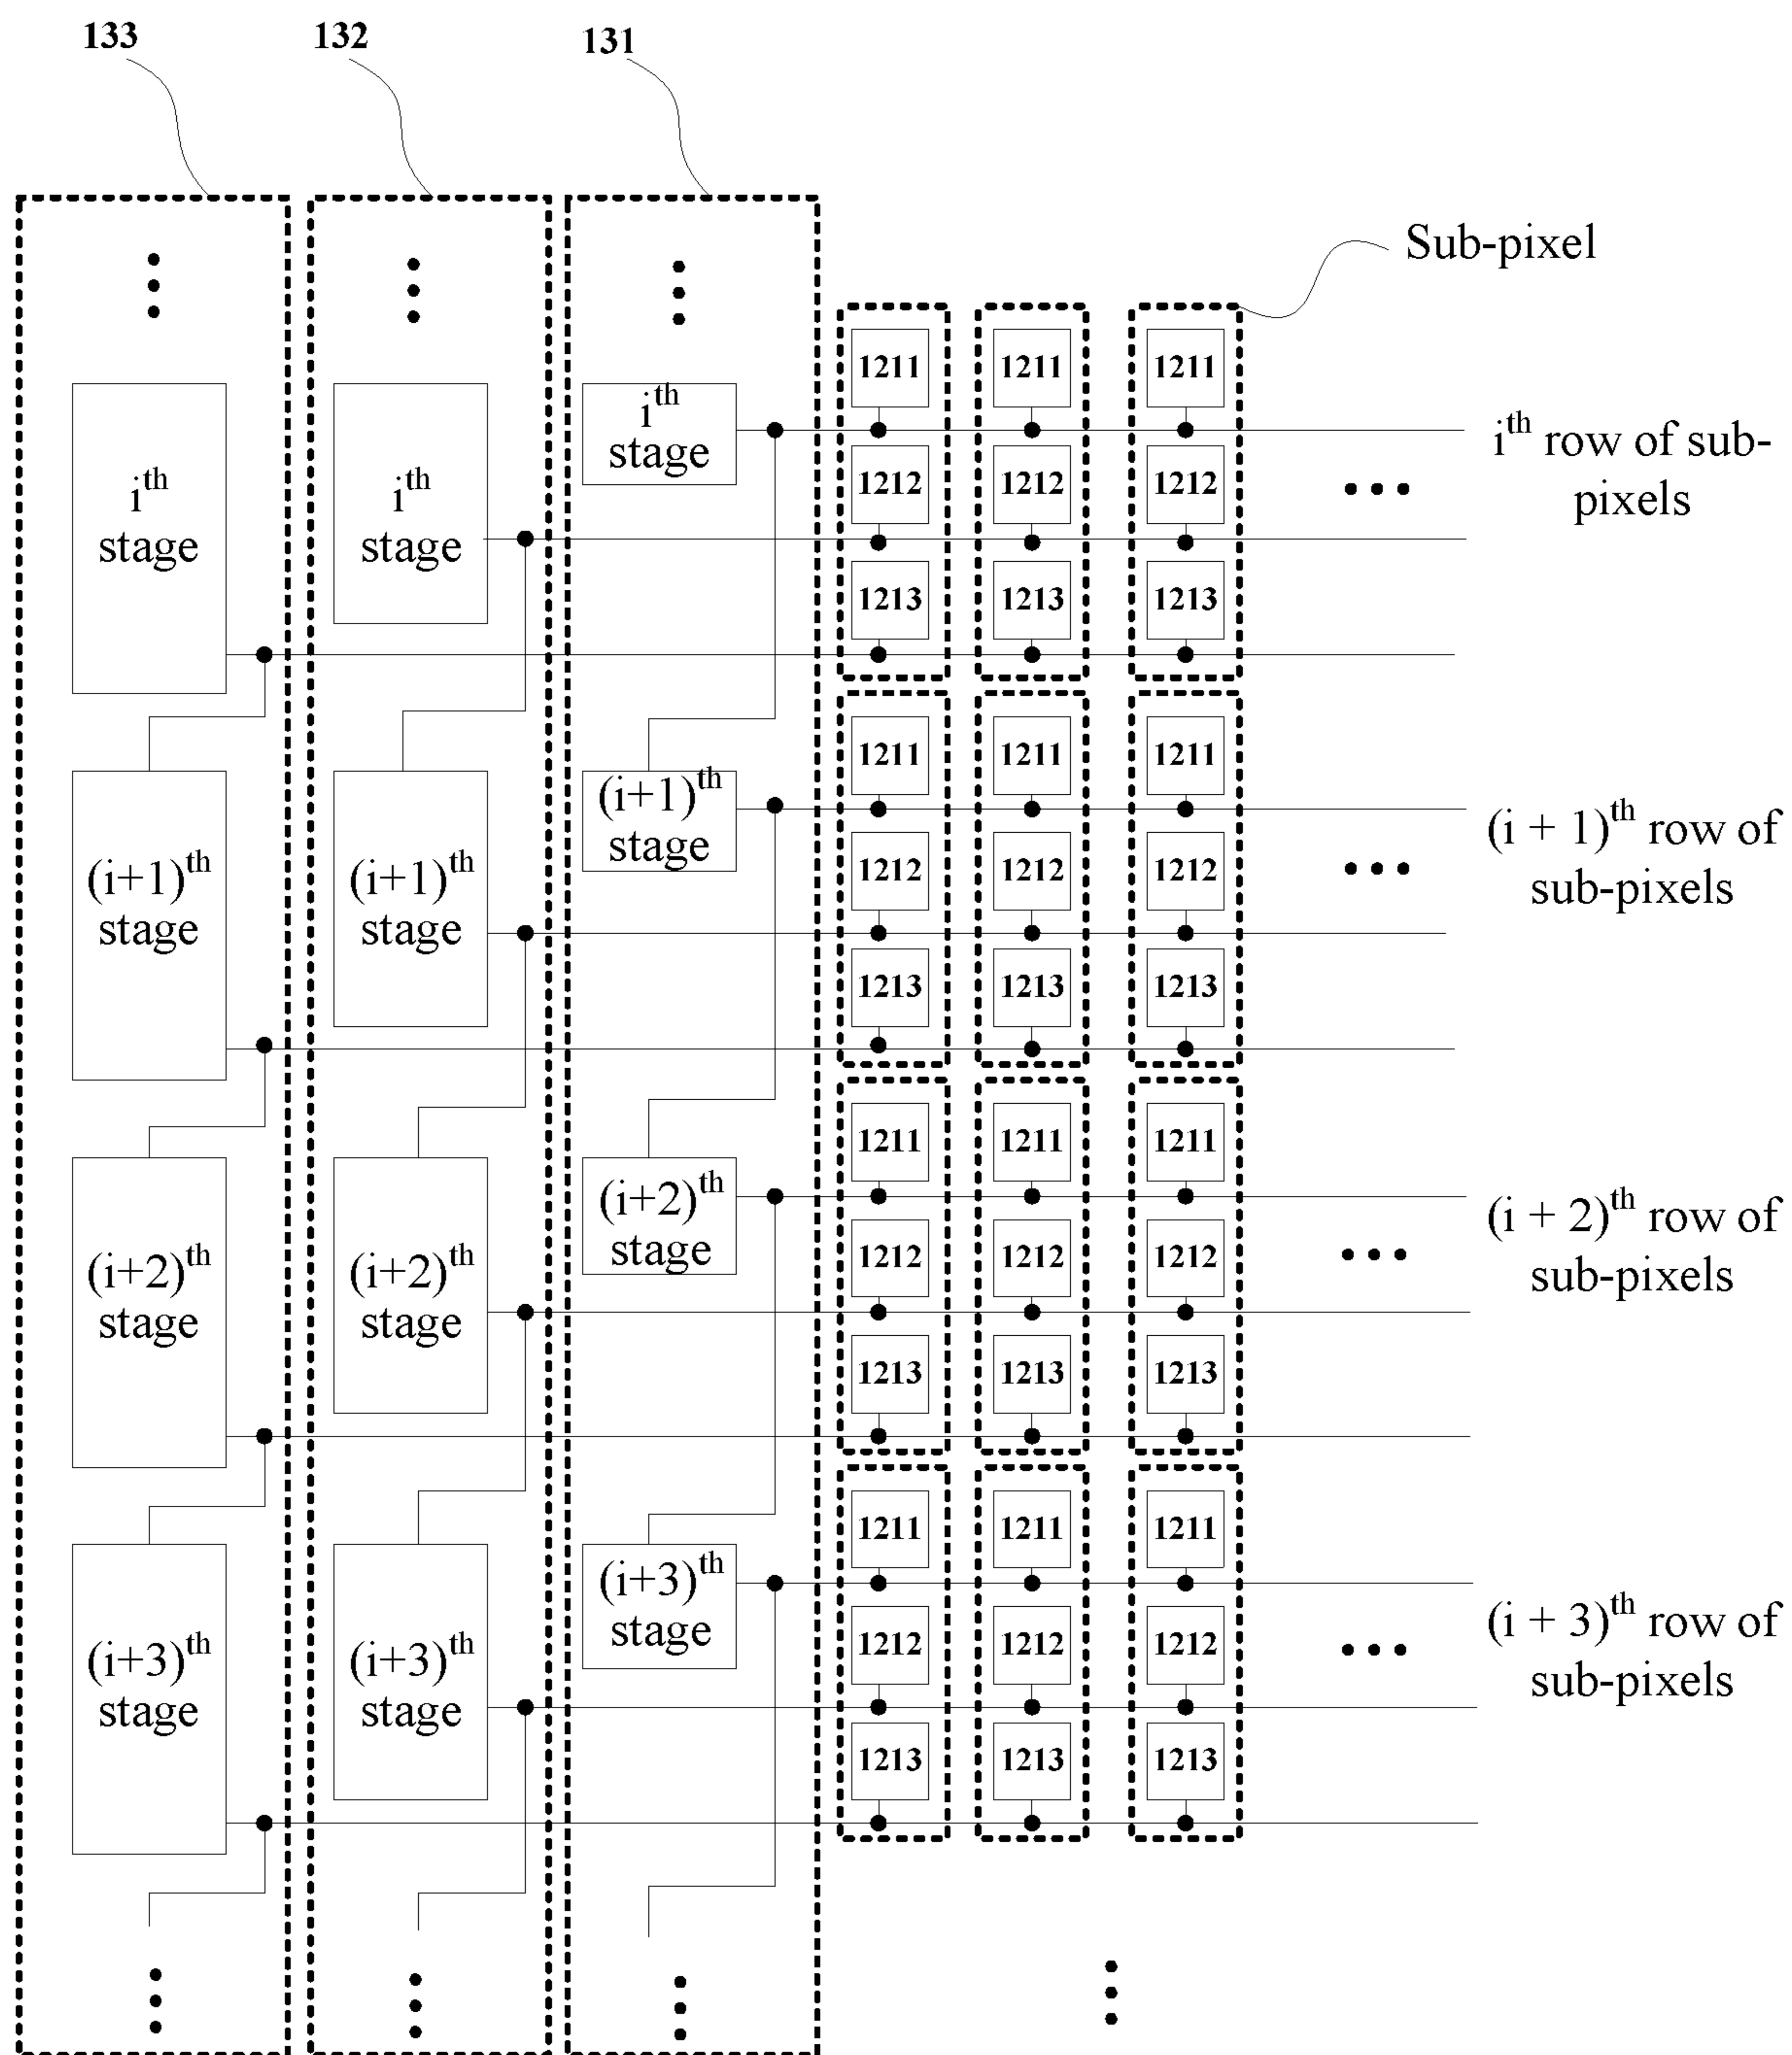 133 132 131
Sub-pixel
1211 1211 1211
i^th stage
i^th stage
i^th stage
1212 1212 1212
i^th row of sub-
pixels
1213 1213 1213
1211 1211 1211
(i+1)^th stage
(i+1)^th stage
(i+1)^th stage
1212 1212 1212
(i + 1)^th row of
sub-pixels
1213 1213 1213
1211 1211 1211
(i+2)^th stage
(i+2)^th stage
(i+2)^th stage
1212 1212 1212
(i + 2)^th row of
sub-pixels
1213 1213 1213
1211 1211 1211
(i+3)^th stage
(i+3)^th stage
(i+3)^th stage
1212 1212 1212
(i + 3)^th row of
sub-pixels
1213 1213 1213